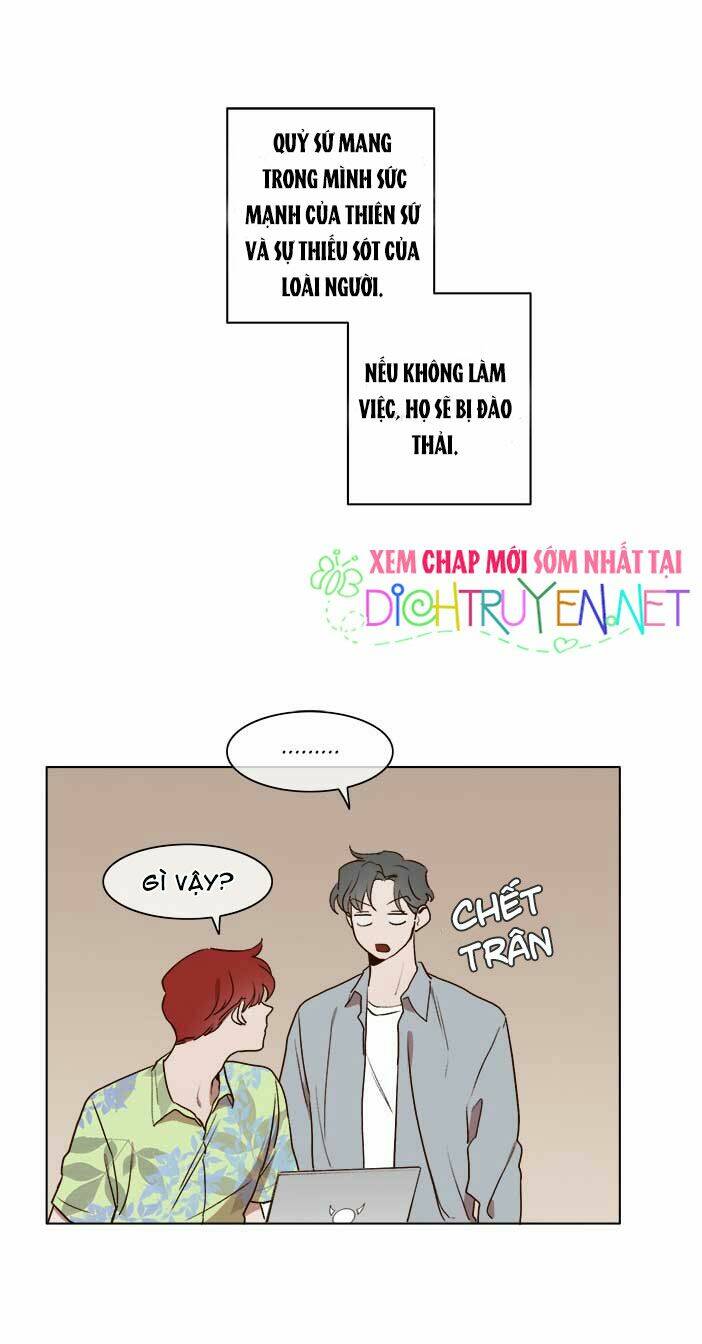 QUỶ SỨ MANG
TRONG MÌNH SỨC
MẠNH CỦA THIÊN SỨ
VÀ SỰ THIẾU SÓT CỦA
LOÀI NGƯỜI.
NẾU KHÔNG LÀM
VIỆC, HỌ SẼ BỊ ĐÀO
THẢI.
XEM CHAP MỚI SỚM NHẤT TẠI
DICHTRUYEN.NET
.........
GÌ VẬY?
CHẾT
TRÂN